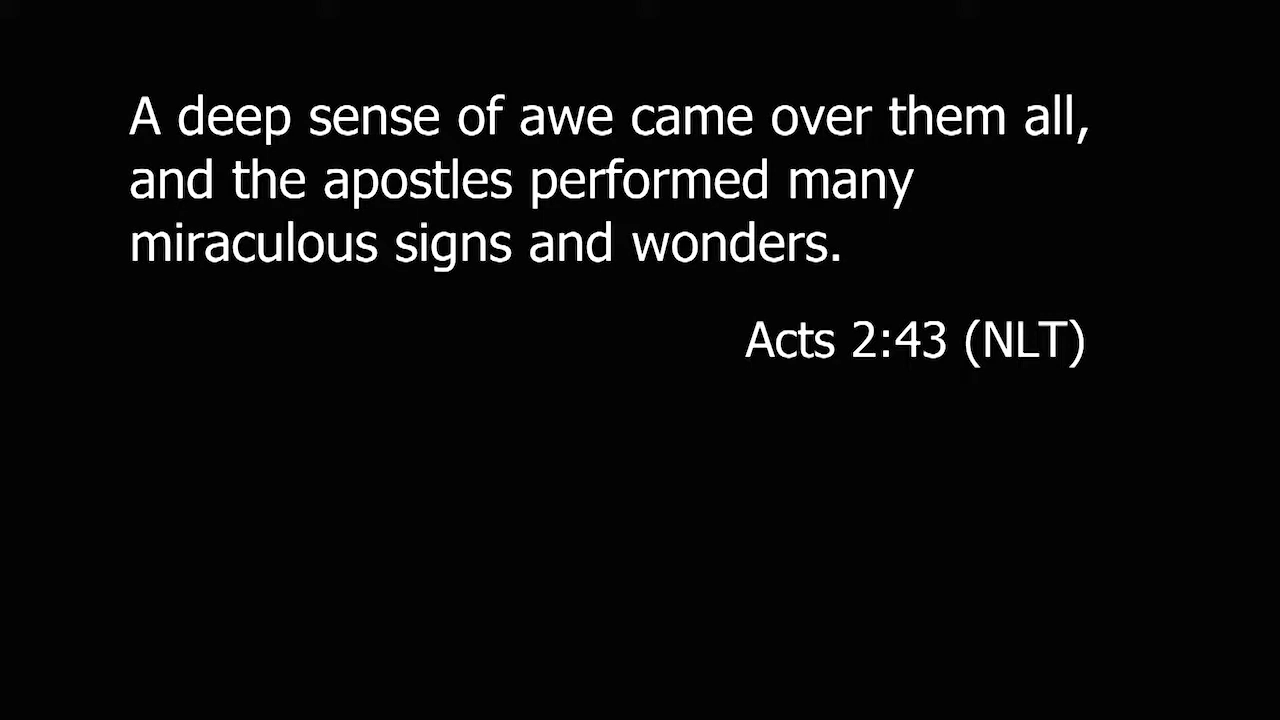 A deep sense of awe came over them all,
and the apostles performed many
miraculous signs and wonders.
Acts 2:43 (NLT)